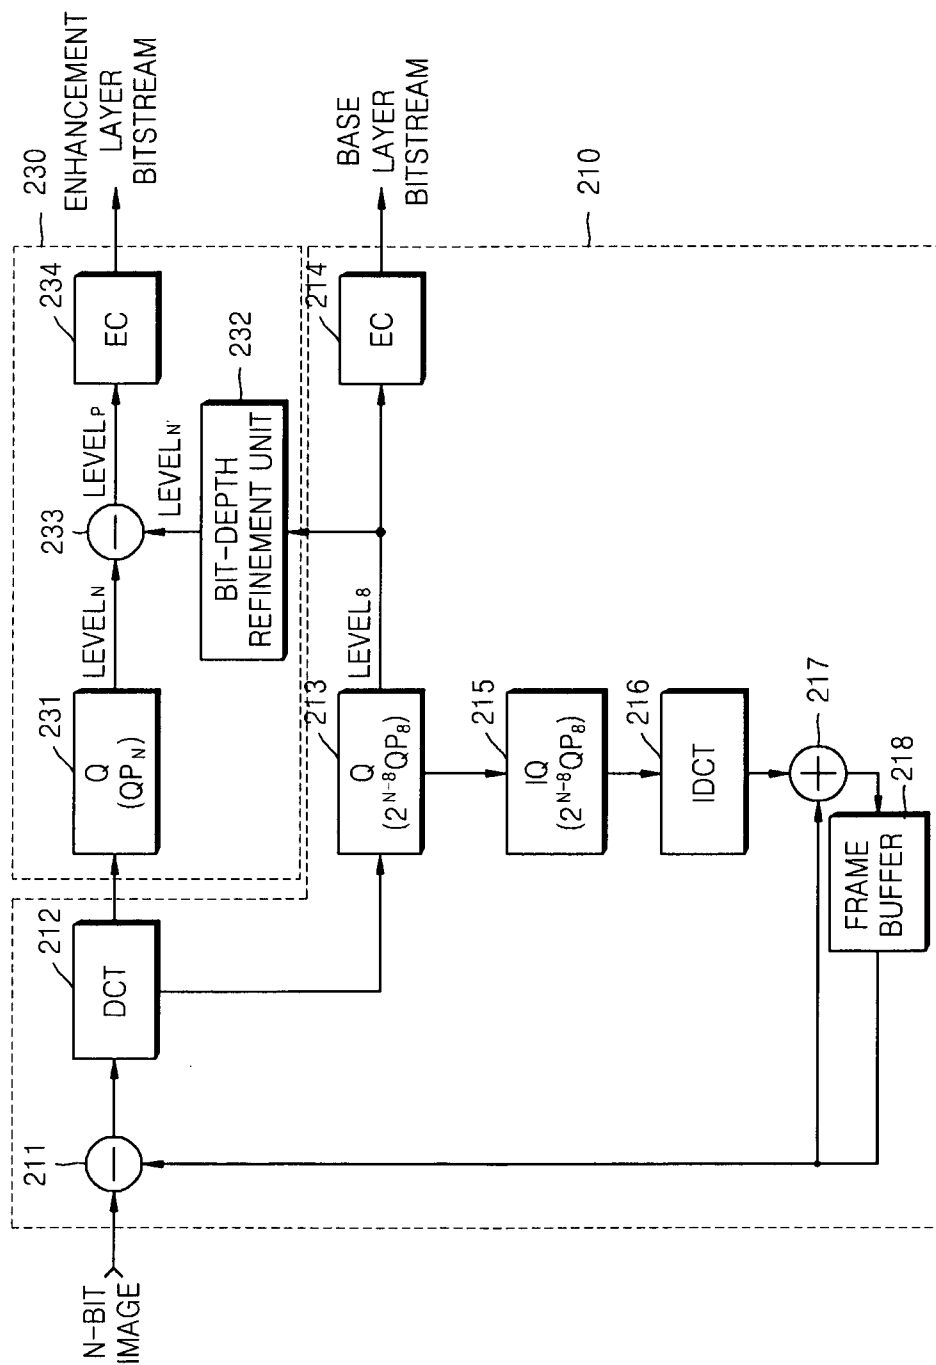 N-BIT
IMAGE
211
212
DCT
230
231
Q
(QPN)
LEVELN
233
LEVELP
234
EC
ENHANCEMENT
LAYER
BITSTREAM
LEVELN'
232
BIT-DEPTH
REFINEMENT UNIT
213
Q
(2^N-8QP8)
LEVEL8
214
EC
BASE
LAYER
BITSTREAM
210
215
IQ
(2^N-8QP8)
216
IDCT
217
218
FRAME
BUFFER